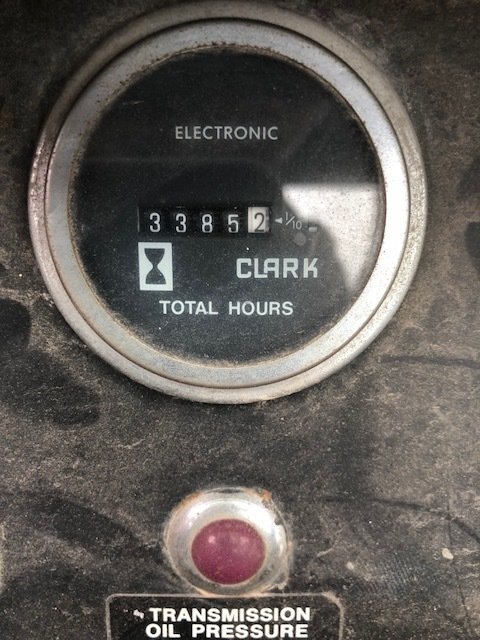 ELECTRONIC
33852 ◄1/10
CLARK
TOTAL HOURS
TRANSMISSION
OIL PRESSURE